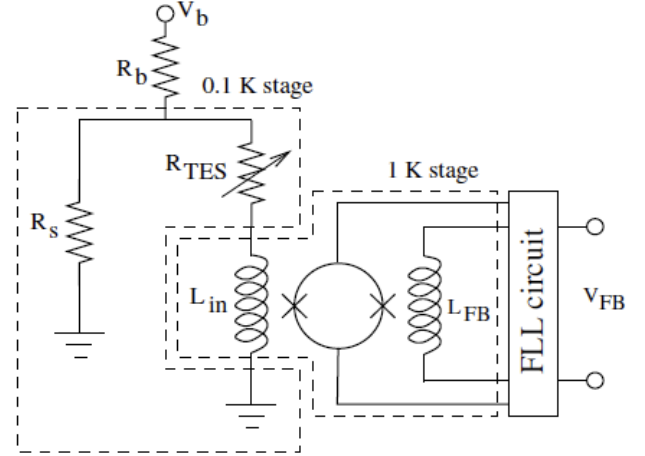 V_b
R_b
0.1 K stage
R_TES
1 K stage
R_s
L_in
L_FB
FLL circuit
V_FB